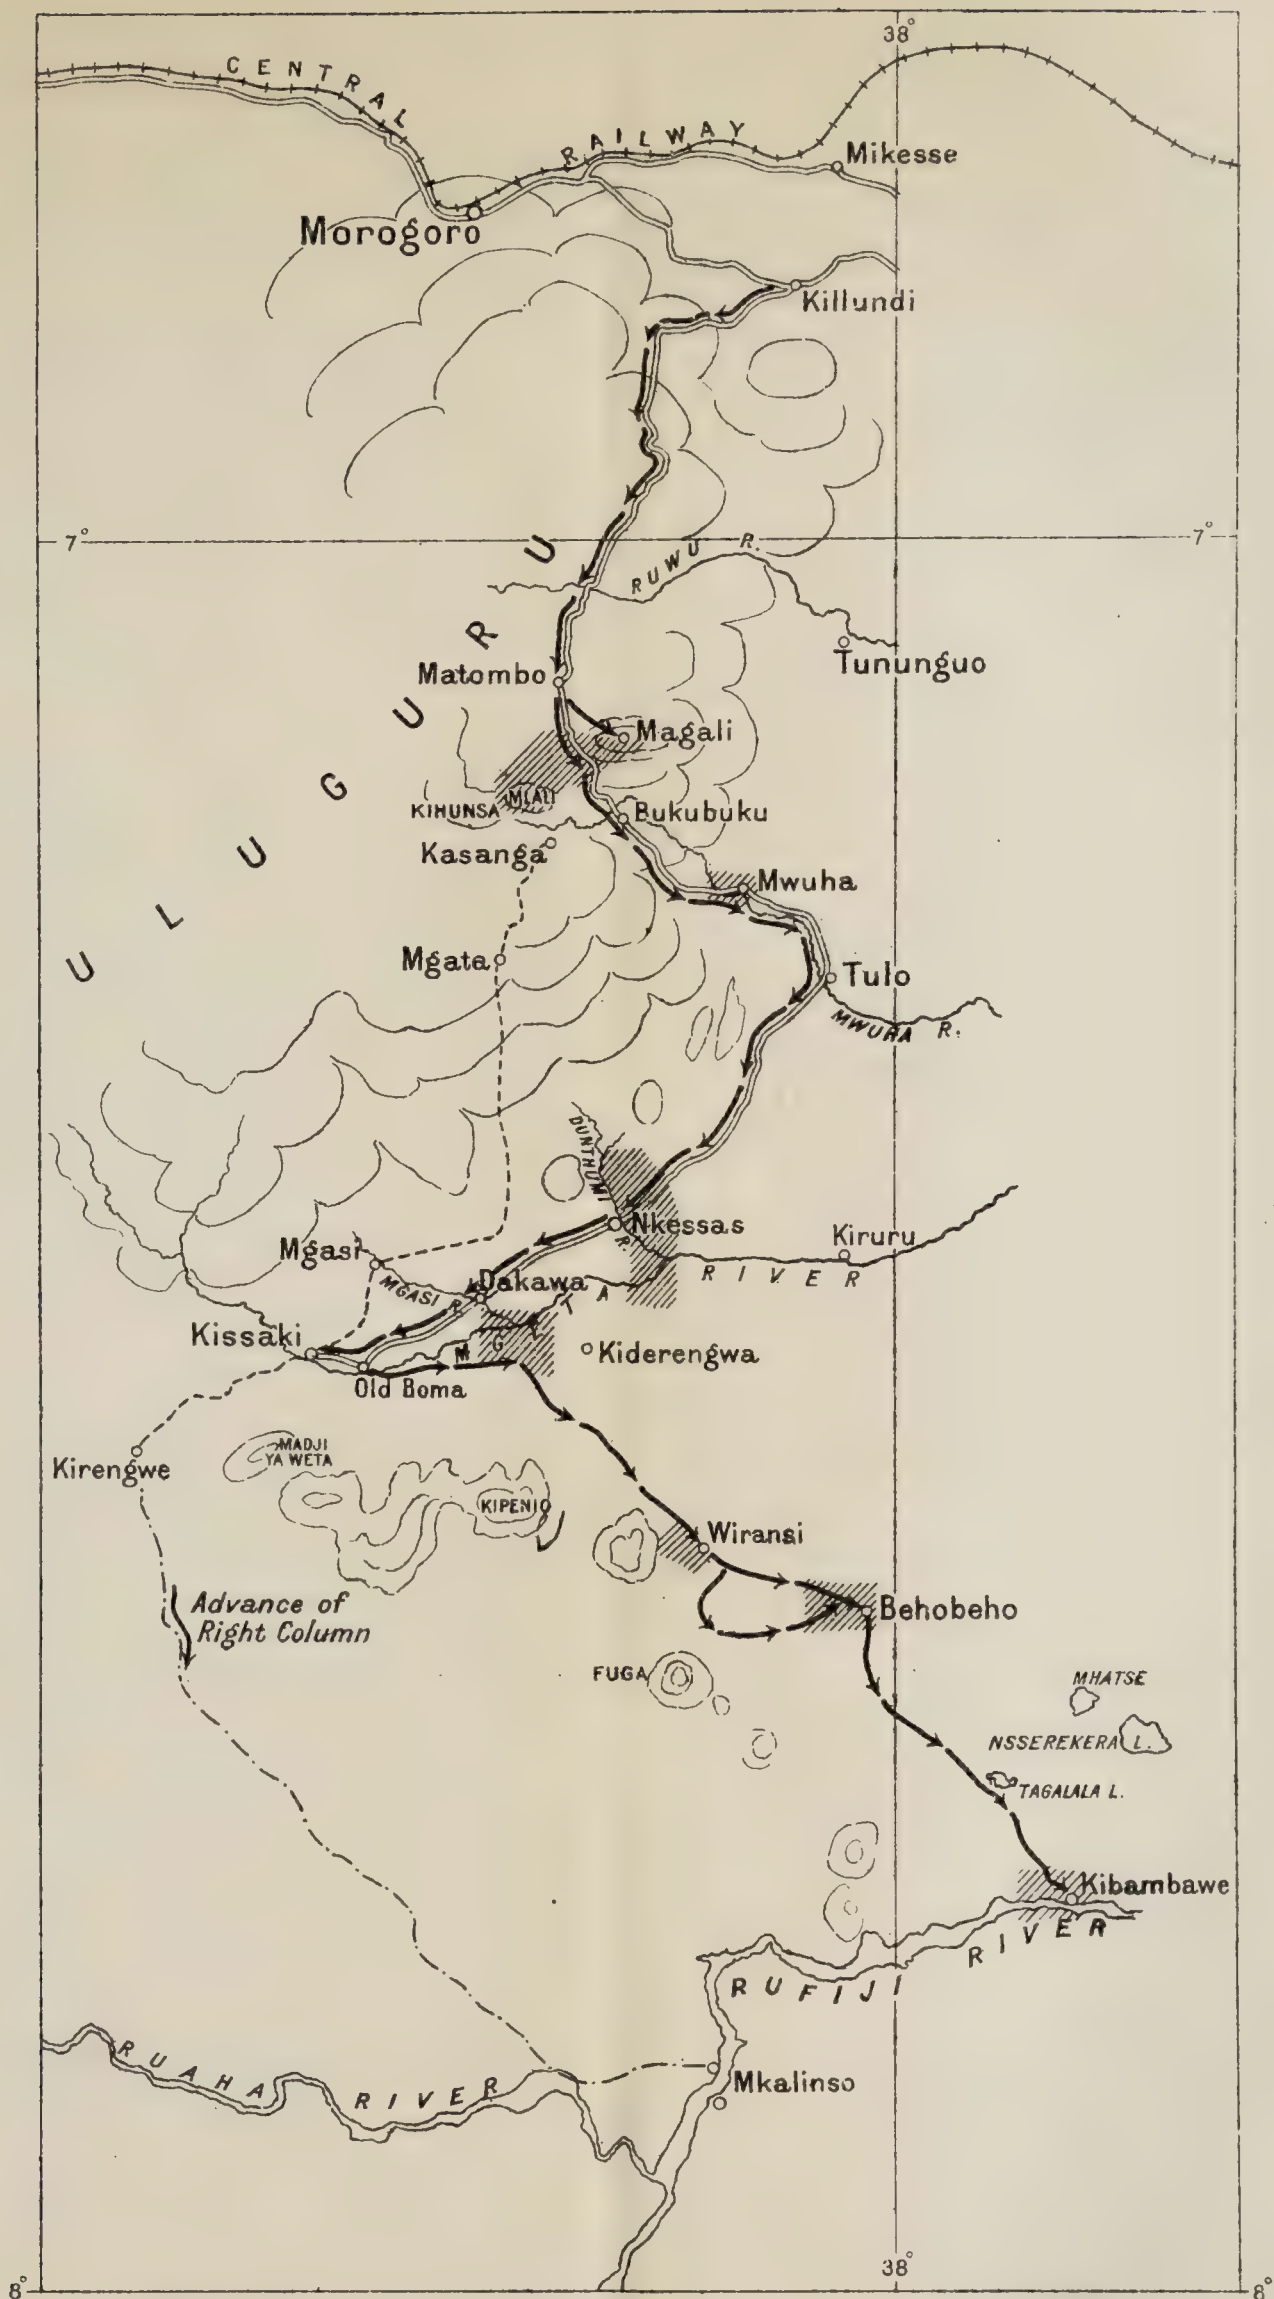 38°
CENTRAL RAILWAY
Mikesse
Morogoro
Killundi
7°
7°
RUWU R.
Tununguo
ULUGURU
Matombo
Magali
MLALI
KIHUNSA
Bukubuku
Kasanga
Mwuha
Mgata
Tulo
MWUHA R.
DUNTHUMI R.
Nkessas
Kiruru
Mgasi
MGASI R.
Dakawa
MGETA RIVER
Kissaki
Kiderengwa
Old Boma
MADJI
YA WETA
Kirengwe
KIPENIO
Wiransi
Advance of
Right Column
Behobeho
FUGA
MHATSE
NSSEREKERA L.
TAGALALA L.
Kibambawe
RUFIJI RIVER
RUAHA RIVER
Mkalinso
38°
8°
8°